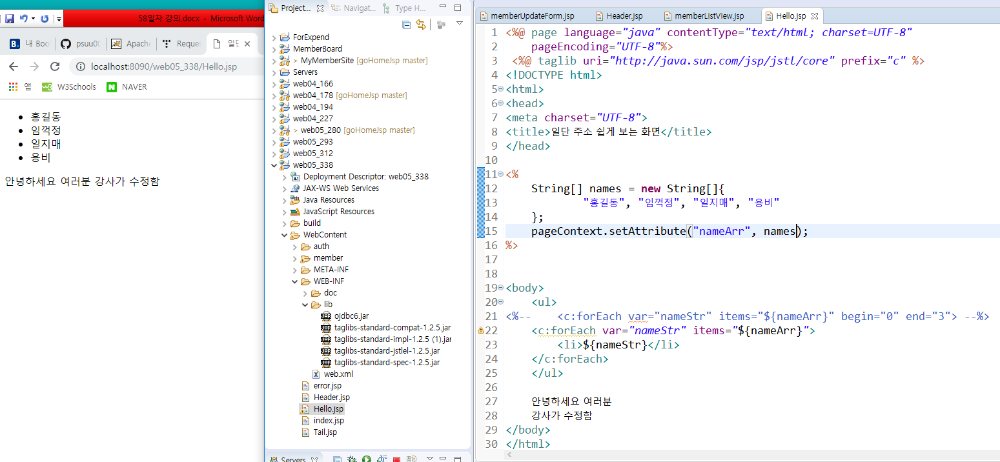 58일차 강의.docx - Microsoft Word
내 Boo
psuu0
Apache
Reques
일단
localhost:8090/web05_338/Hello.jsp
앱
W3Schools
NAVER
홍길동
임꺽정
일지매
용비
안녕하세요 여러분 강사가 수정함
Project...
Navigat...
Type H...
ForExpend
MemberBoard
> MyMemberSite [goHomeJsp master]
Servers
web04_166
web04_178 [goHomeJsp master]
web04_194
web04_227
> web05_280 [goHomeJsp master]
web05_293
web05_312
web05_338
Deployment Descriptor: web05_338
JAX-WS Web Services
Java Resources
JavaScript Resources
build
WebContent
auth
member
META-INF
WEB-INF
doc
lib
ojdbc6.jar
taglibs-standard-compat-1.2.5.jar
taglibs-standard-impl-1.2.5 (1).jar
taglibs-standard-jstlel-1.2.5.jar
taglibs-standard-spec-1.2.5.jar
web.xml
error.jsp
Header.jsp
Hello.jsp
index.jsp
Tail.jsp
Servers
memberUpdateForm.jsp
Header.jsp
memberListView.jsp
Hello.jsp
1 <%@ page language="java" contentType="text/html; charset=UTF-8"
2     pageEncoding="UTF-8"%>
3  <%@ taglib uri="http://java.sun.com/jsp/jstl/core" prefix="c" %>
4 <!DOCTYPE html>
5 <html>
6 <head>
7 <meta charset="UTF-8">
8 <title>일단 주소 쉽게 보는 화면</title>
9 </head>
10
11 <%
12     String[] names = new String[]{
13             "홍길동", "임꺽정", "일지매", "용비"
14     };
15     pageContext.setAttribute("nameArr", names);
16 %>
17
18
19 <body>
20     <ul>
21 <%--    <c:forEach var="nameStr" items="${nameArr}" begin="0" end="3"> --%>
22     <c:forEach var="nameStr" items="${nameArr}">
23         <li>${nameStr}</li>
24     </c:forEach>
25     </ul>
26
27     안녕하세요 여러분
28     강사가 수정함
29 </body>
30 </html>